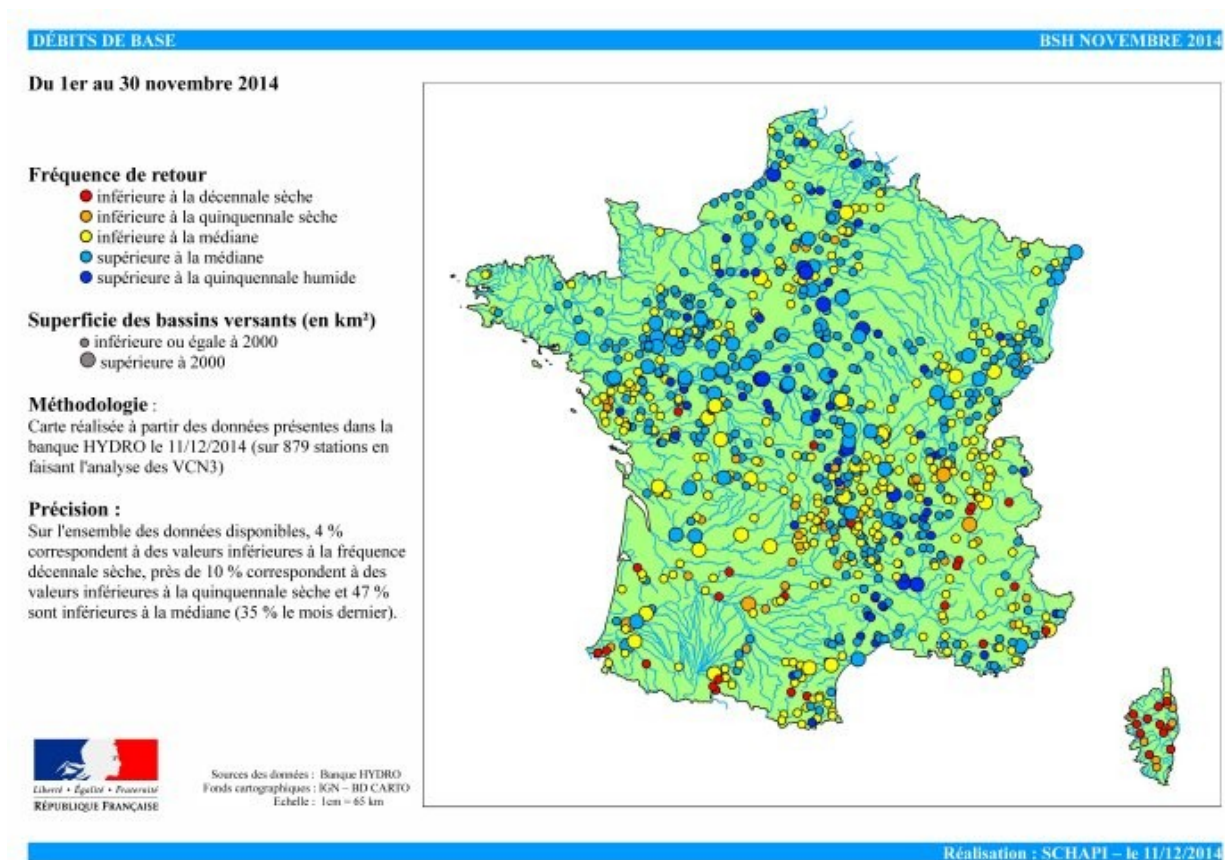 DÉBITS DE BASE
BSH NOVEMBRE 2014
Du 1er au 30 novembre 2014
Fréquence de retour
inférieure à la décennale sèche
inférieure à la quinquennale sèche
inférieure à la médiane
supérieure à la médiane
supérieure à la quinquennale humide
Superficie des bassins versants (en km²)
inférieure ou égale à 2000
supérieure à 2000
Méthodologie :
Carte réalisée à partir des données présentes dans la
banque HYDRO le 11/12/2014 (sur 879 stations en
faisant l'analyse des VCN3)
Précision :
Sur l'ensemble des données disponibles, 4 %
correspondent à des valeurs inférieures à la fréquence
décennale sèche, près de 10 % correspondent à des
valeurs inférieures à la quinquennale sèche et 47 %
sont inférieures à la médiane (35 % le mois dernier).
Liberté • Égalité • Fraternité
RÉPUBLIQUE FRANÇAISE
Sources des données : Banque HYDRO
Fonds cartographiques : IGN – BD CARTO
Echelle : 1cm = 65 km
Réalisation : SCHAPI – le 11/12/2014